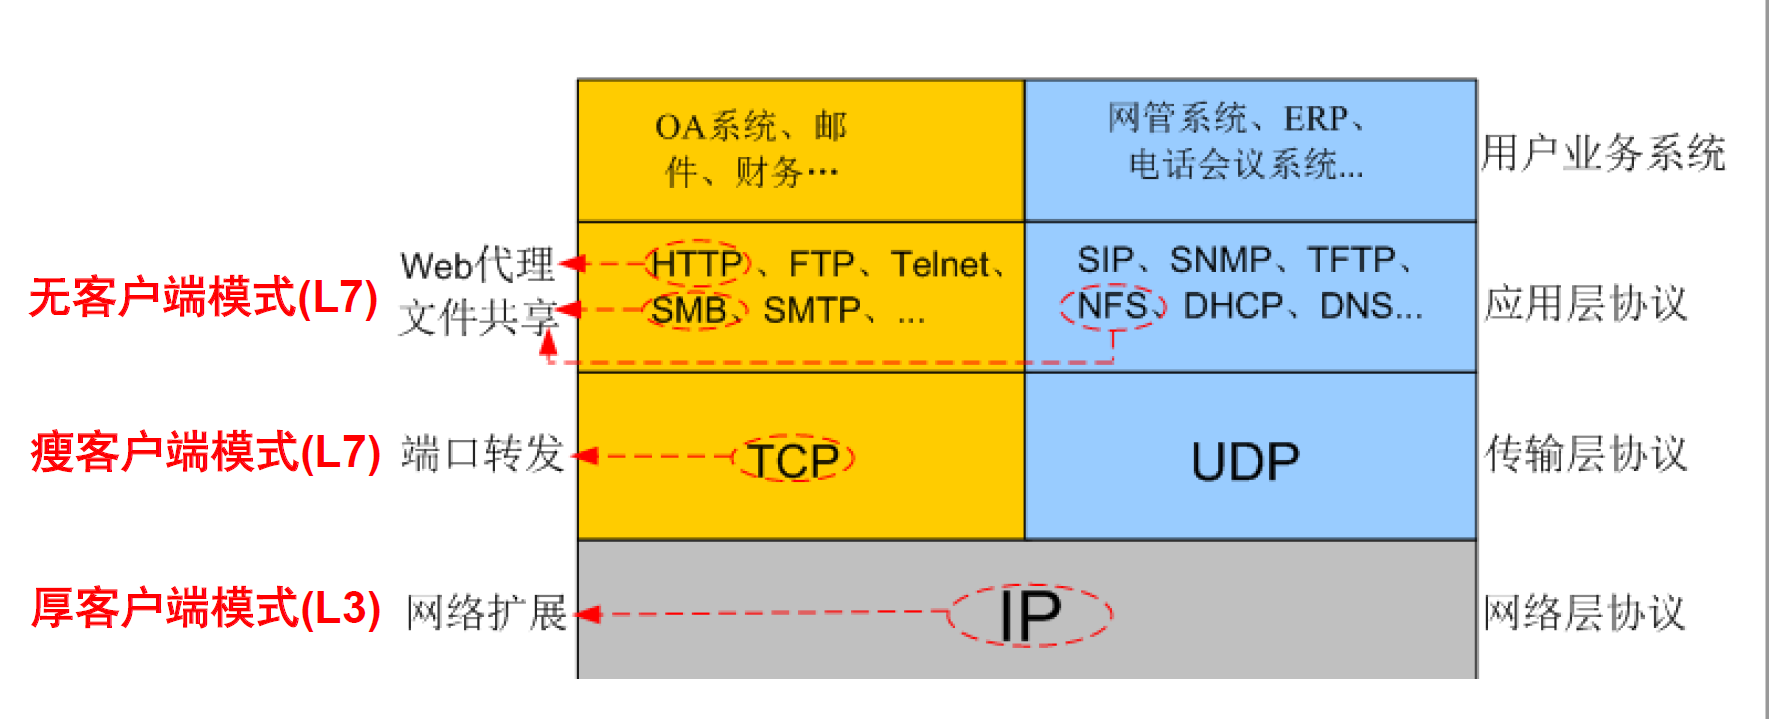 OA系统、邮
件、财务…
网管系统、ERP、
电话会议系统...
用户业务系统
无客户端模式(L7)
Web代理
文件共享
HTTP、FTP、Telnet、
SMB、SMTP、...
SIP、SNMP、TFTP、
NFS、DHCP、DNS...
应用层协议
瘦客户端模式(L7)
端口转发
TCP
UDP
传输层协议
厚客户端模式(L3)
网络扩展
IP
网络层协议